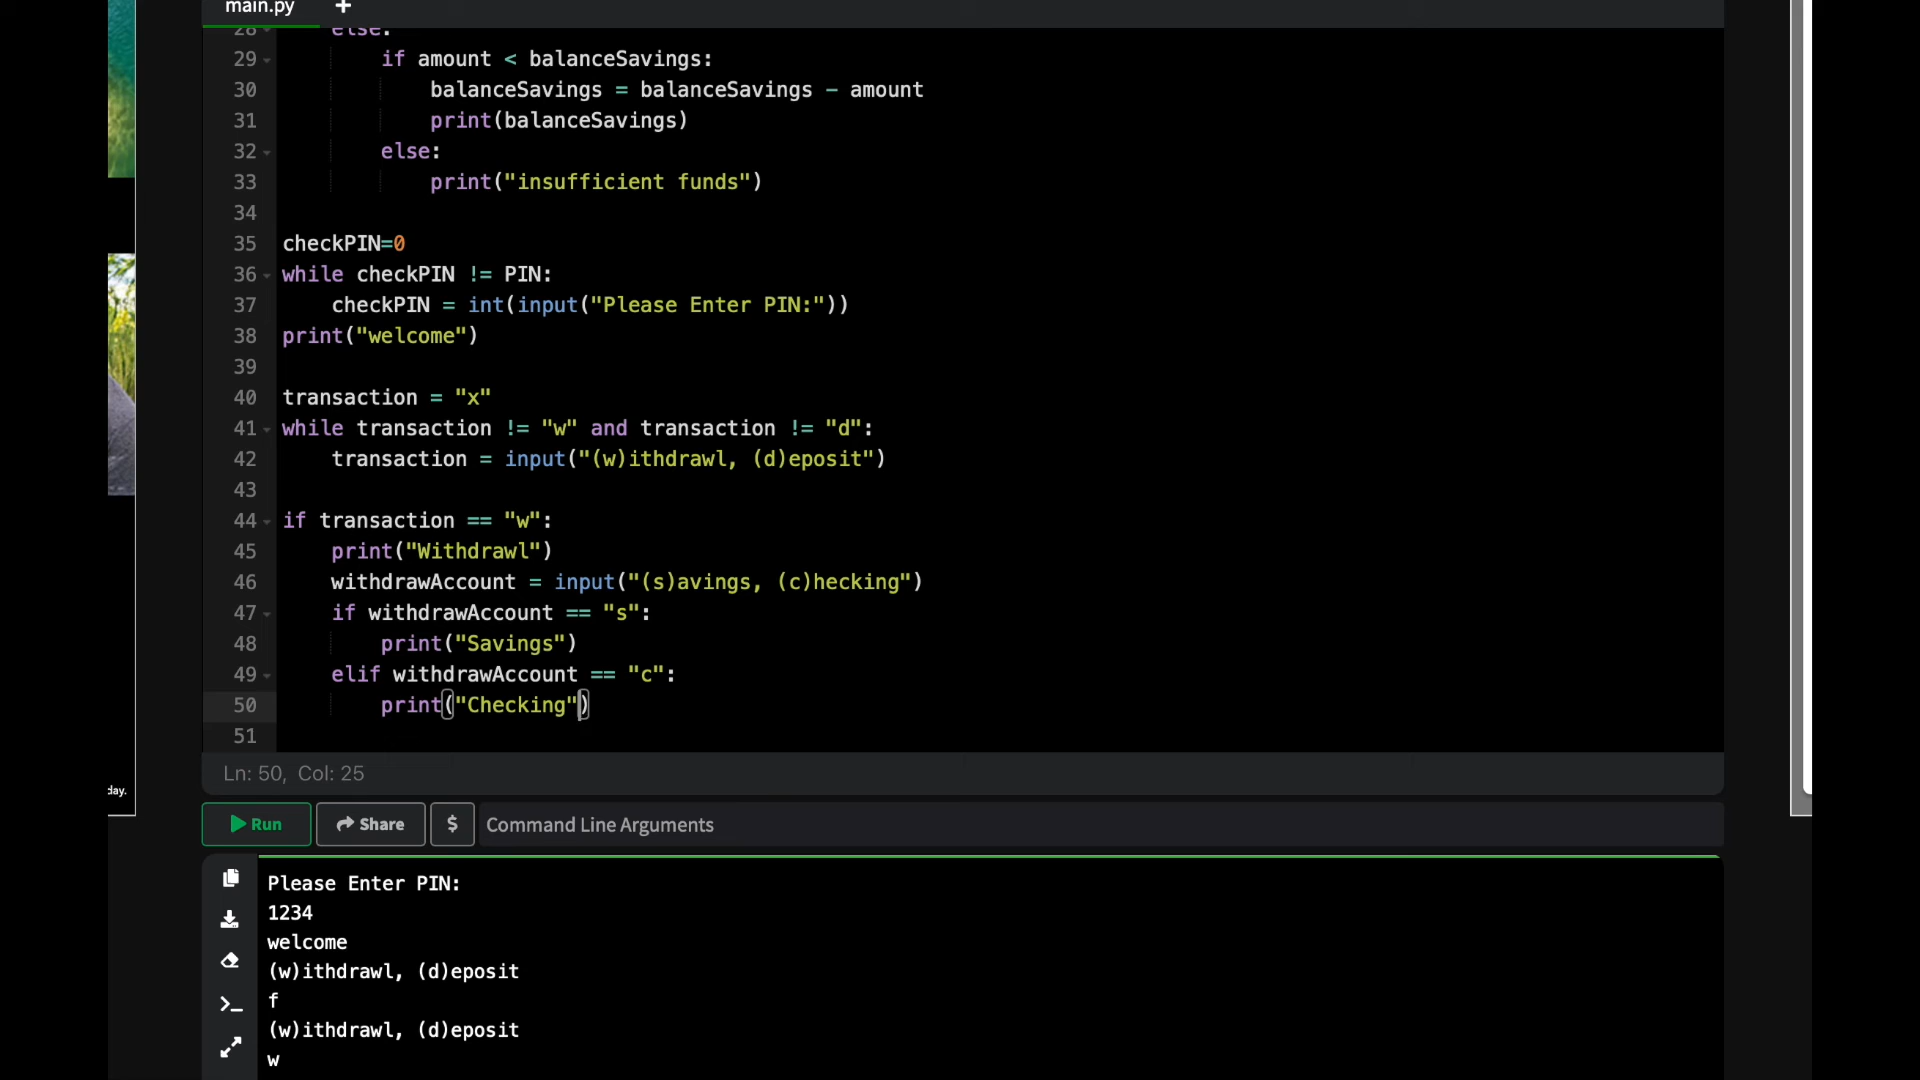 main.py +
28 else:
29 if amount < balanceSavings:
30 balanceSavings = balanceSavings - amount
31 print(balanceSavings)
32 else:
33 print("insufficient funds")
34
35 checkPIN=0
36 while checkPIN != PIN:
37 checkPIN = int(input("Please Enter PIN:"))
38 print("welcome")
39
40 transaction = "x"
41 while transaction != "w" and transaction != "d":
42 transaction = input("(w)ithdrawl, (d)eposit")
43
44 if transaction == "w":
45 print("Withdrawl")
46 withdrawAccount = input("(s)avings, (c)hecking")
47 if withdrawAccount == "s":
48 print("Savings")
49 elif withdrawAccount == "c":
50 print("Checking")
51
Ln: 50, Col: 25
day.
Run Share $ Command Line Arguments
Please Enter PIN:
1234
welcome
(w)ithdrawl, (d)eposit
f
(w)ithdrawl, (d)eposit
w